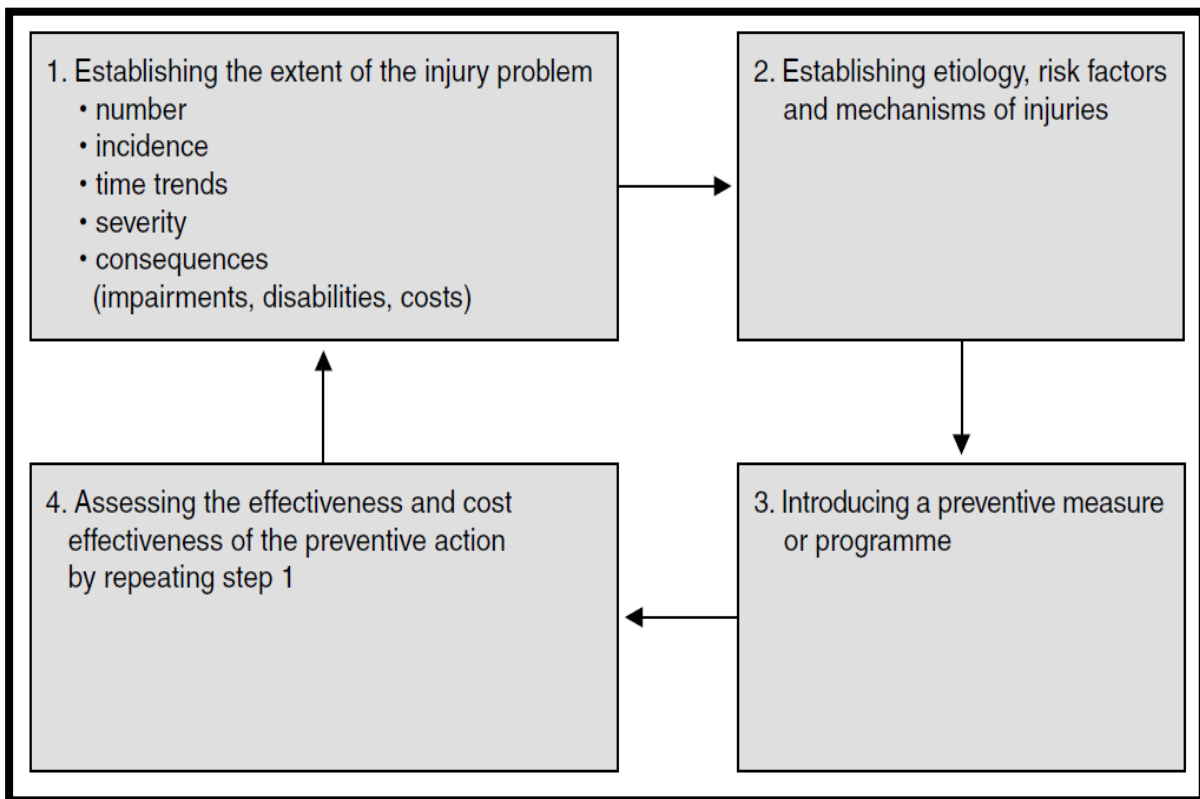 1. Establishing the extent of the injury problem
• number
• incidence
• time trends
• severity
• consequences
(impairments, disabilities, costs)
2. Establishing etiology, risk factors
and mechanisms of injuries
4. Assessing the effectiveness and cost
effectiveness of the preventive action
by repeating step 1
3. Introducing a preventive measure
or programme